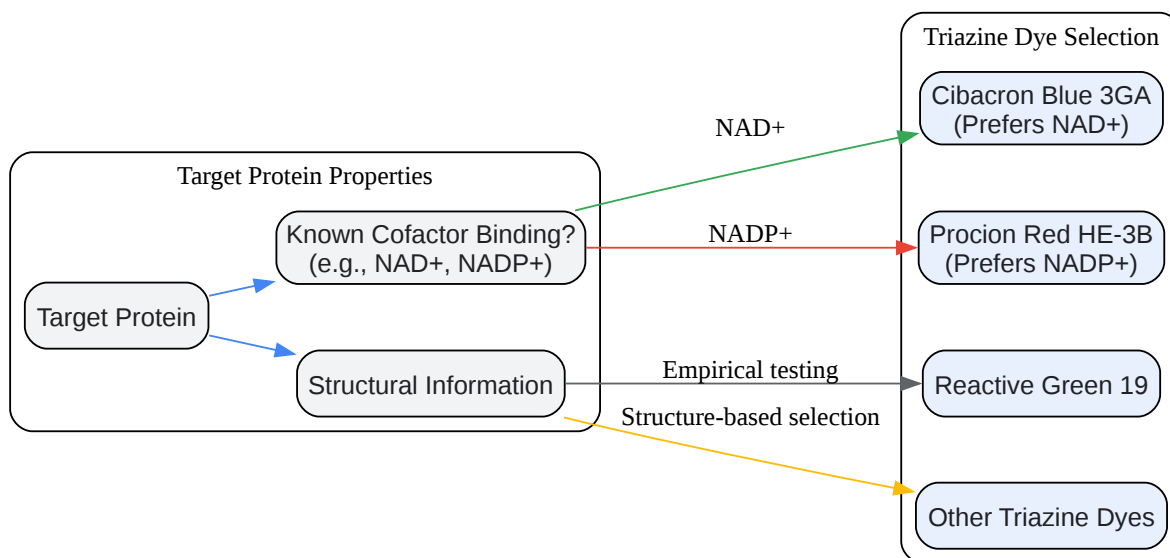 Triazine Dye Selection
Cibacron Blue 3GA
(Prefers NAD+)
NAD+
Target Protein Properties
Known Cofactor Binding?
(e.g., NAD+, NADP+)
NADP+
Procion Red HE-3B
(Prefers NADP+)
Target Protein
Structural Information
Empirical testing
Reactive Green 19
Structure-based selection
Other Triazine Dyes